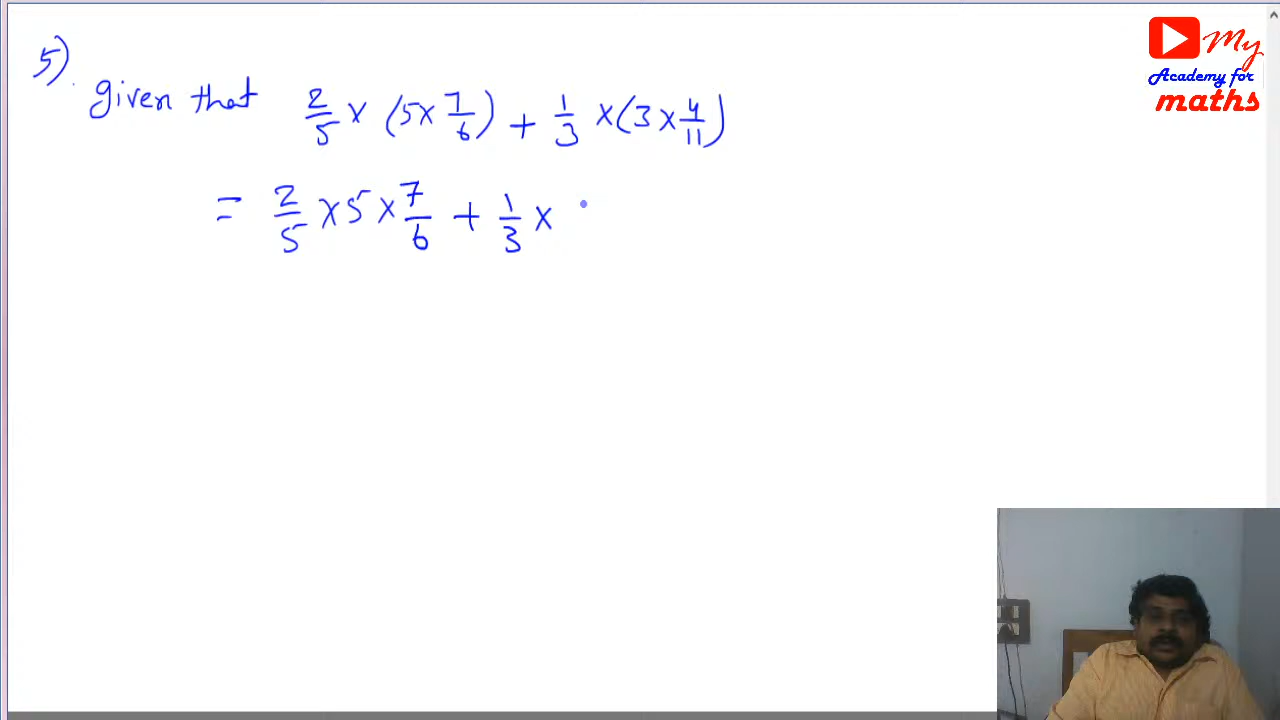 5)
given that 2/5 × (5 × 7/6) + 1/3 × (3 × 4/11)
= 2/5 × 5 × 7/6 + 1/3 ×
My
Academy for
maths